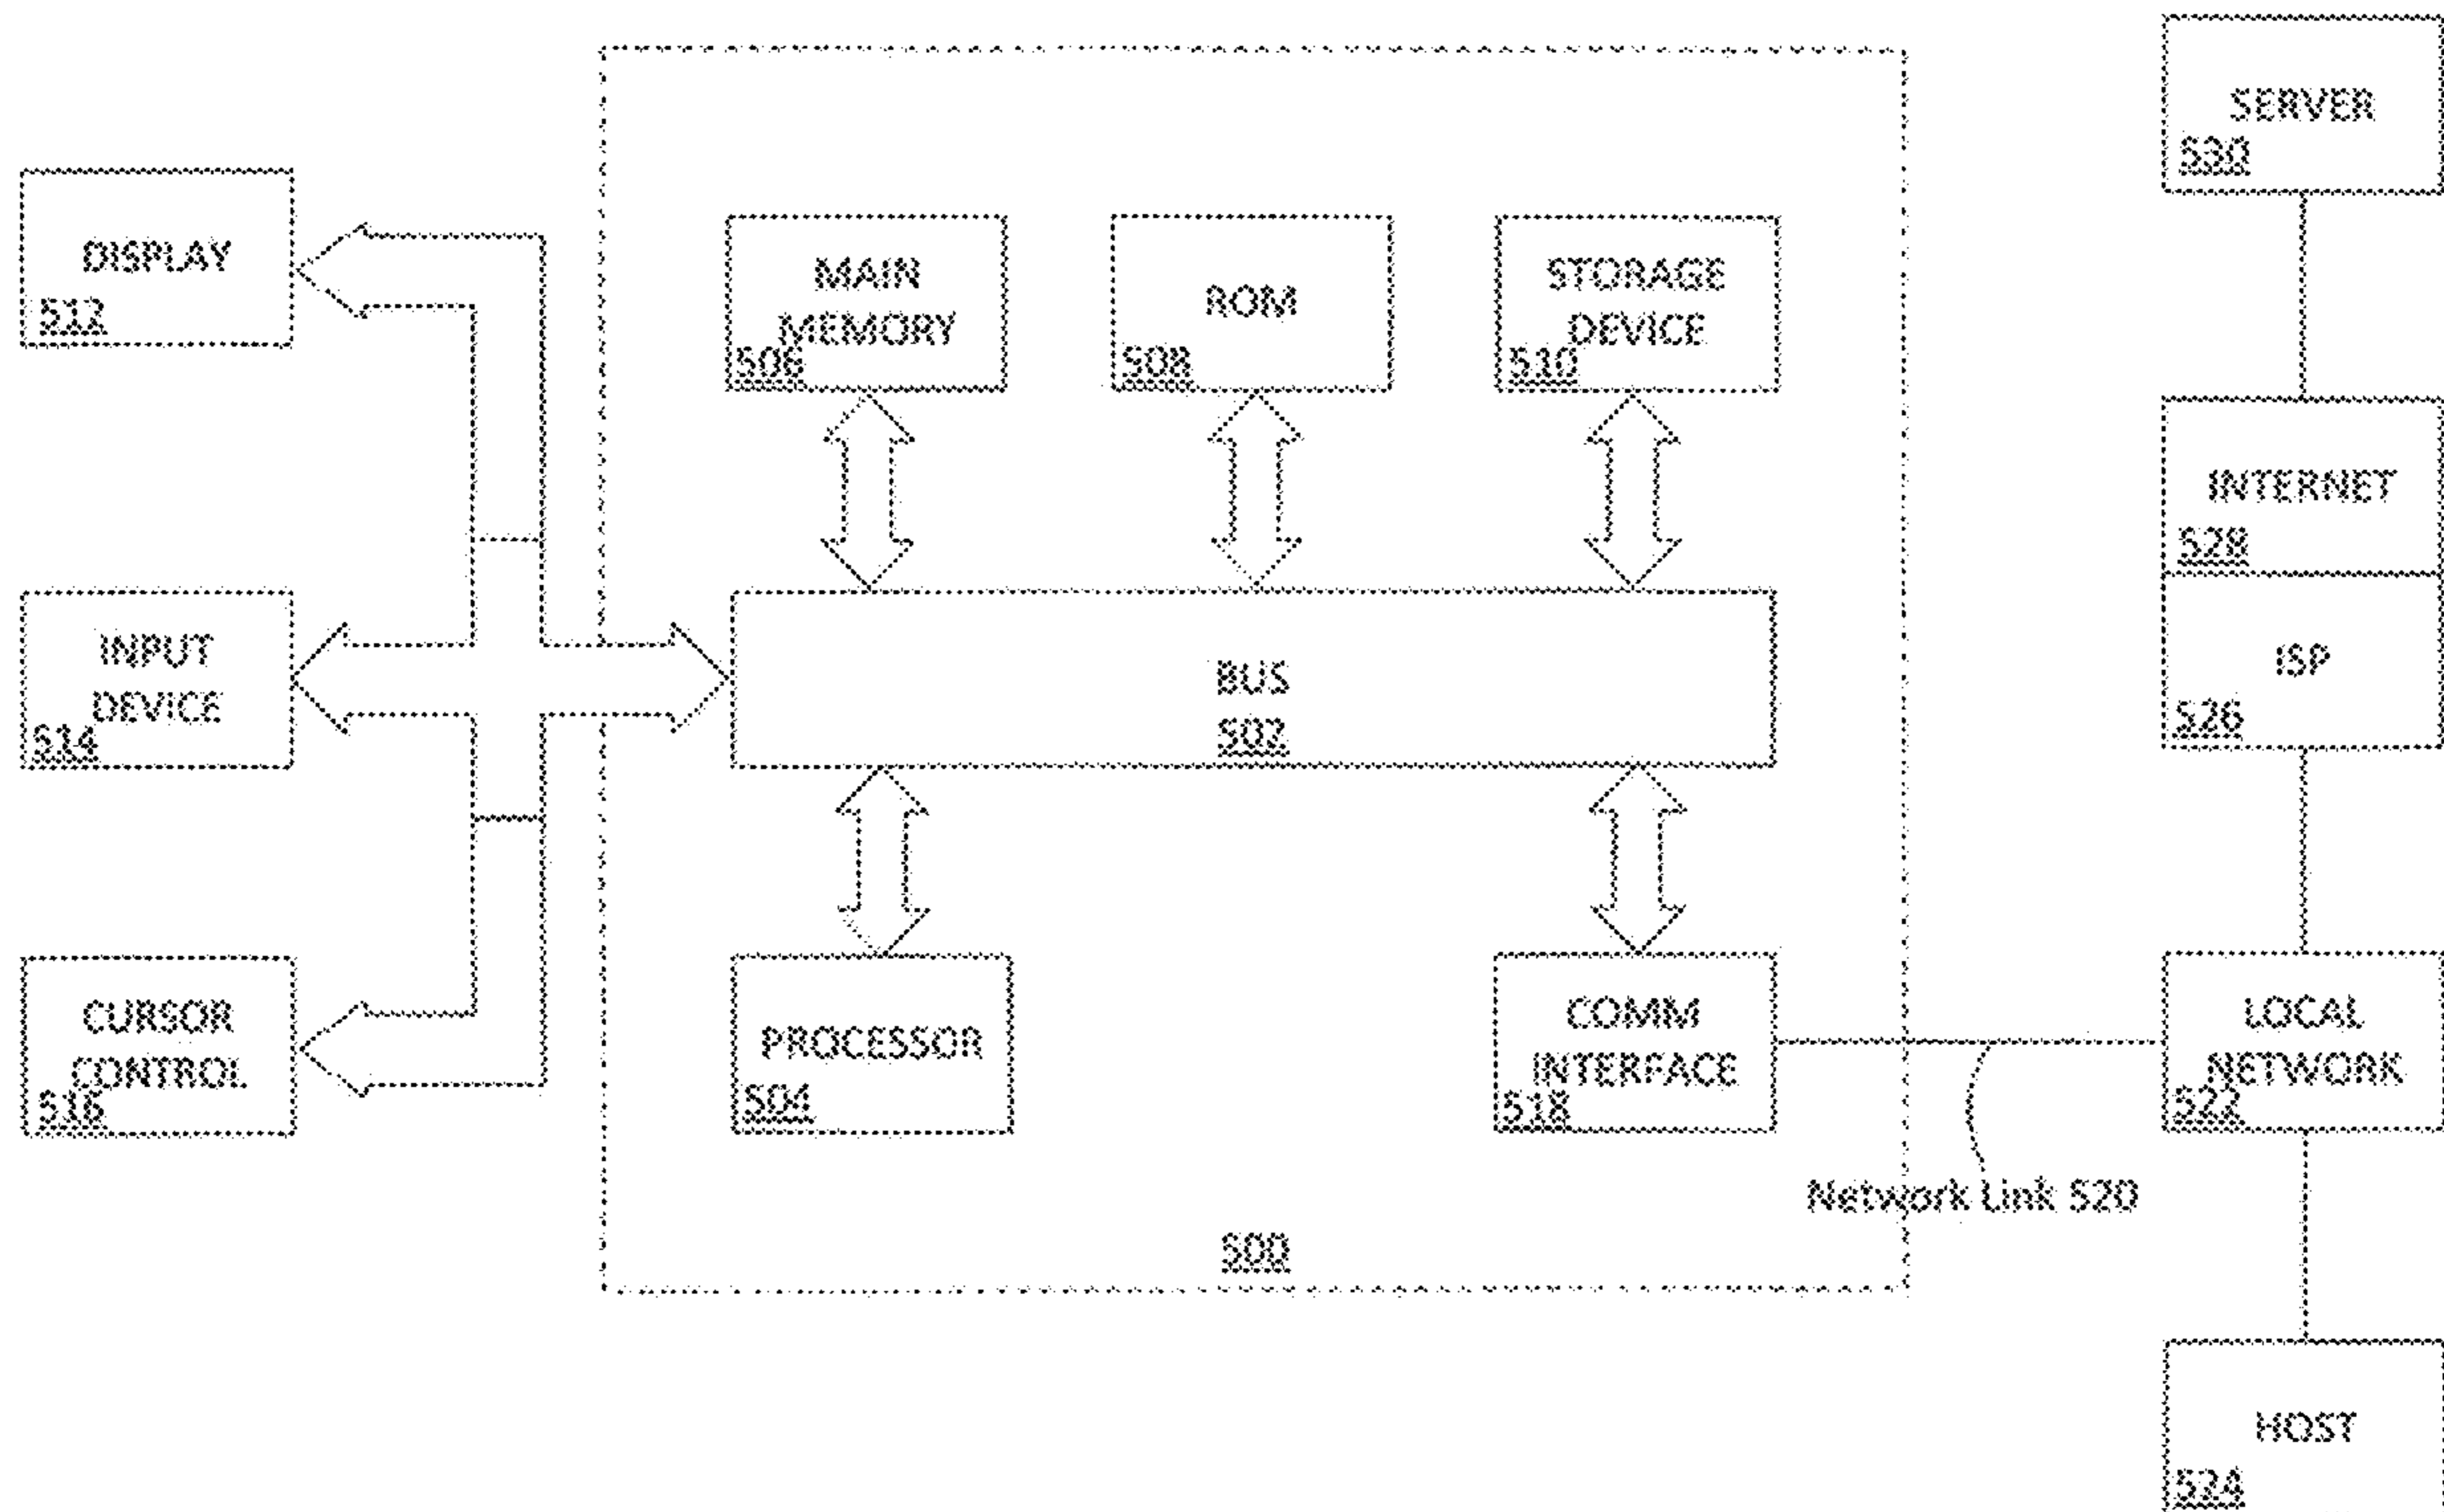 SERVER
530
DISPLAY
512
MAIN
MEMORY
506
ROM
508
STORAGE
DEVICE
510
INTERNET
528
INPUT
DEVICE
514
BUS
502
ISP
526
CURSOR
CONTROL
516
PROCESSOR
504
COMM
INTERFACE
518
LOCAL
NETWORK
522
Network Link 520
500
HOST
524